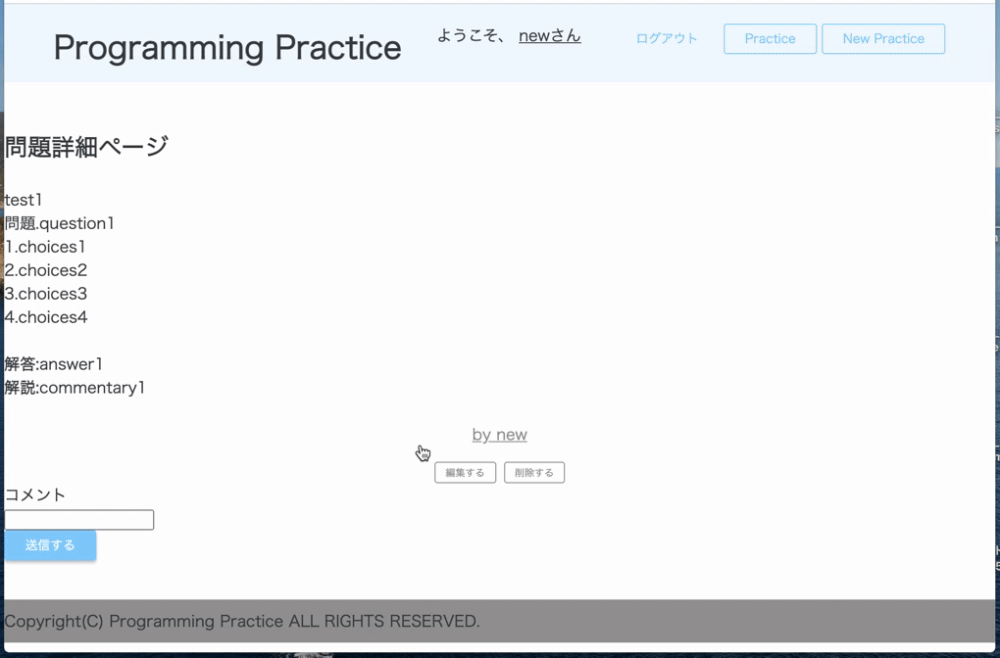 Programming Practice
ようこそ、 newさん
ログアウト
Practice
New Practice
問題詳細ページ
test1
問題.question1
1.choices1
2.choices2
3.choices3
4.choices4
解答:answer1
解説:commentary1
by new
編集する
削除する
コメント
送信する
Copyright(C) Programming Practice ALL RIGHTS RESERVED.